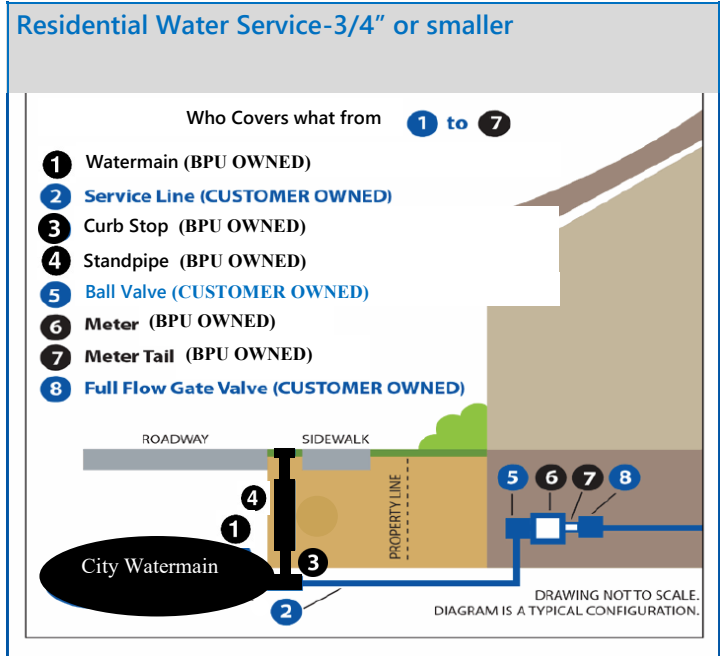 Residential Water Service-3/4” or smaller
Who Covers what from 1 to 7
1 Watermain (BPU OWNED)
2 Service Line (CUSTOMER OWNED)
3 Curb Stop (BPU OWNED)
4 Standpipe (BPU OWNED)
5 Ball Valve (CUSTOMER OWNED)
6 Meter (BPU OWNED)
7 Meter Tail (BPU OWNED)
8 Full Flow Gate Valve (CUSTOMER OWNED)
ROADWAY
SIDEWALK
5 6 7 8
4
PROPERTY LINE
1
City Watermain
3
2
DRAWING NOT TO SCALE.
DIAGRAM IS A TYPICAL CONFIGURATION.